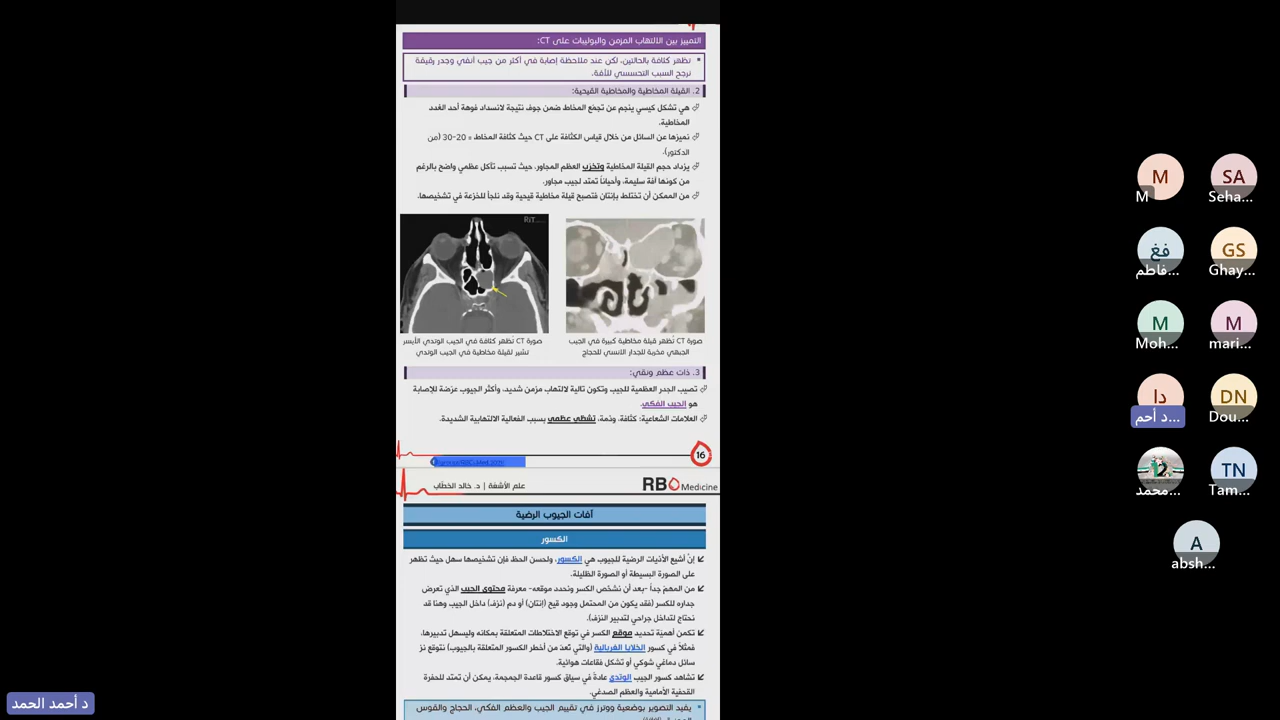 التمييز بين الالتهاب المزمن والبوليبات على CT:
تظهر كثافة بالحالتين، لكن عند ملاحظة إصابة في أكثر من جيب أنفي وجدر رقيقة
نرجح السبب التحسسي للآفة.
2. القيلة المخاطية والمخاطية القيحية:
هي تشكل كيسي ينجم عن تجمّع المخاط ضمن جوف نتيجة لانسداد فوهة أحد الغدد
المخاطية.
نميزها عن السائل من خلال قياس الكثافة على CT حيث كثافة المخاط = 20-30 (من
الدكتور).
يزداد حجم القيلة المخاطية وتخرّب العظم المجاور، حيث تسبب تآكل عظمي واضح بالرغم
من كونها آفة سليمة، وأحياناً تمتد لجيب مجاور.
من الممكن أن تختلط بإنتان فتصبح قيلة مخاطية قيحية وقد نلجأ للخزعة في تشخيصها.
صورة CT تُظهر قيلة مخاطية كبيرة في الجيب
الجبهي مخربة للجدار الانسي للحجاج
صورة CT تُظهر كثافة في الجيب الوتدي الأيسر
تشير لقيلة مخاطية في الجيب الوتدي
3. ذات عظم ونقي:
تصيب الجدر العظمية للجيب وتكون تالية لالتهاب مزمن شديد، وأكثر الجيوب عرضة للإصابة
هو الجيب الفكي.
العلامات الشعاعية: كثافة، وذمة، تشظي عظمي بسبب الفعالية الالتهابية الشديدة.
16
علم الأشعة | د. خالد الخطّاب
RB Medicine
آفات الجيوب الرضية
الكسور
إنّ أشيع الأذيات الرضية للجيوب هي الكسور، ولحسن الحظ فإن تشخيصها سهل حيث تظهر
على الصورة البسيطة أو الصورة الظليلة.
من المهم جداً -بعد أن نشخص الكسر ونحدد موقعه- معرفة محتوى الجيب الذي تعرض
جداره للكسر (فقد يكون من المحتمل وجود قيح (إنتان) أو دم (نزف) داخل الجيب وهنا قد
نحتاج لتداخل جراحي لتدبير النزف).
تكمن أهمية تحديد موقع الكسر في توقع الاختلاطات المتعلقة بمكانه وليسهل تدبيرها،
فمثلاً في كسور الخلايا الغربالية (والتي تُعدّ من أخطر الكسور المتعلقة بالجيوب) نتوقع نز
سائل دماغي شوكي أو تشكل فقاعات هوائية.
تشاهد كسور الجيب الوتدي عادةً في سياق كسور قاعدة الجمجمة، يمكن أن تمتد للحفرة
القحفية الأمامية والعظم الصدغي.
يفيد التصوير بوضعية ووترز في تقييم الجيب والعظم الفكي، الحجاج والقوس
M
M
SA
Seha...
فغ
فاطم...
GS
Ghay...
M
Moh...
M
mari...
دا
د أحم...
DN
Dou...
محمد...
TN
Tam...
A
absh...
د أحمد الحمد